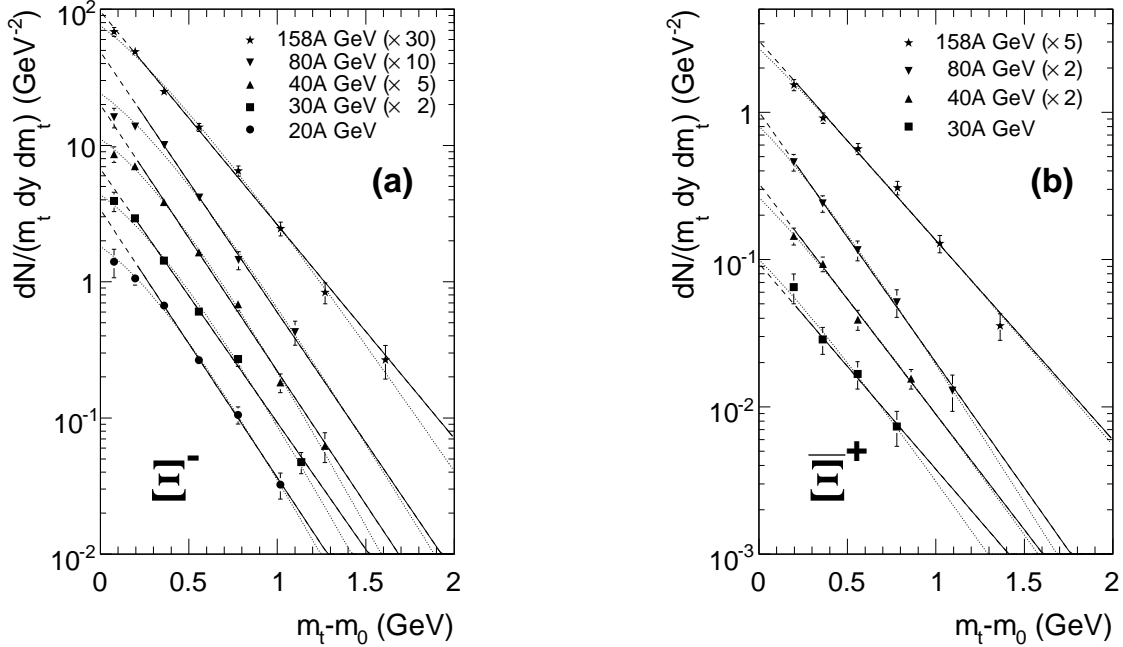 dN/(m_t dy dm_t) (GeV^-2)
10^2
10
1
10^-1
10^-2
158A GeV (× 30)
80A GeV (× 10)
40A GeV (× 5)
30A GeV (× 2)
20A GeV
(a)
Ξ^-
0 0.5 1 1.5 2
m_t-m_0 (GeV)
dN/(m_t dy dm_t) (GeV^-2)
1
10^-1
10^-2
10^-3
158A GeV (× 5)
80A GeV (× 2)
40A GeV (× 2)
30A GeV
(b)
Ξ̅^+
0 0.5 1 1.5 2
m_t-m_0 (GeV)